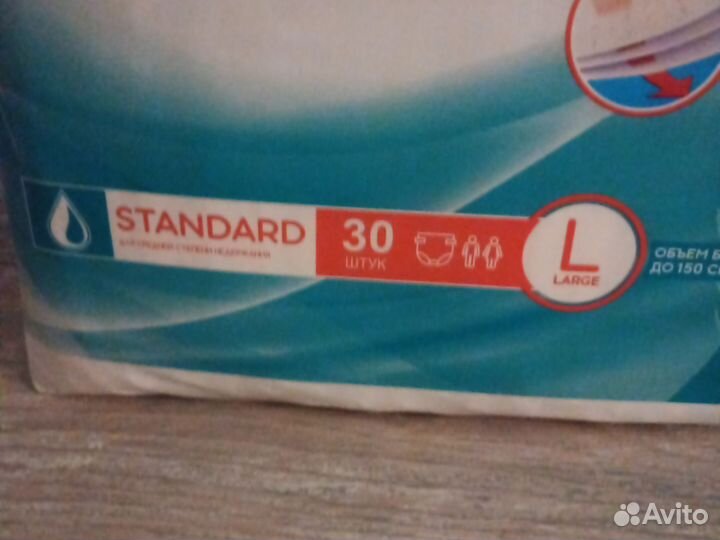 STANDARD
ДЛЯ СРЕДНЕЙ СТЕПЕНИ НЕДЕРЖАНИЯ
30
ШТУК
L
LARGE
ОБЪЕМ
ДО 150
Avito